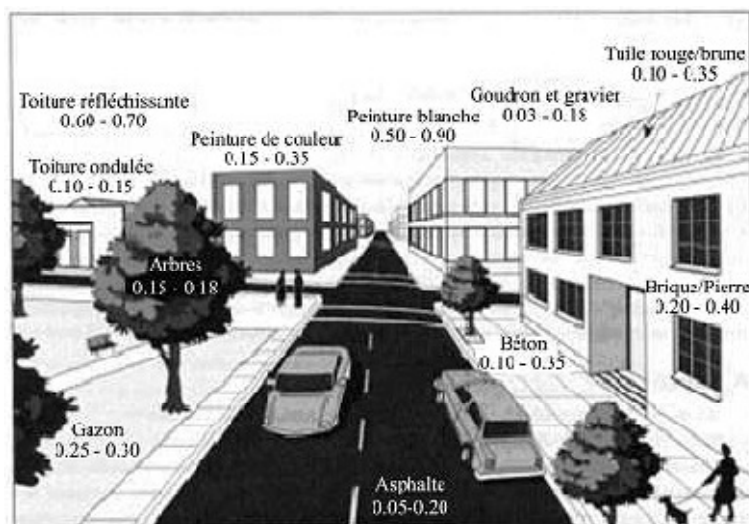 Tuile rouge/brune
0.10 - 0.35
Toiture réfléchissante
0.60 - 0.70
Goudron et gravier
0.03 - 0.18
Peinture blanche
0.50 - 0.90
Peinture de couleur
0.15 - 0.35
Toiture ondulée
0.10 - 0.15
Arbres
0.15 - 0.18
Brique/Pierre
0.20 - 0.40
Béton
0.10 - 0.35
Gazon
0.25 - 0.30
Asphalte
0.05-0.20